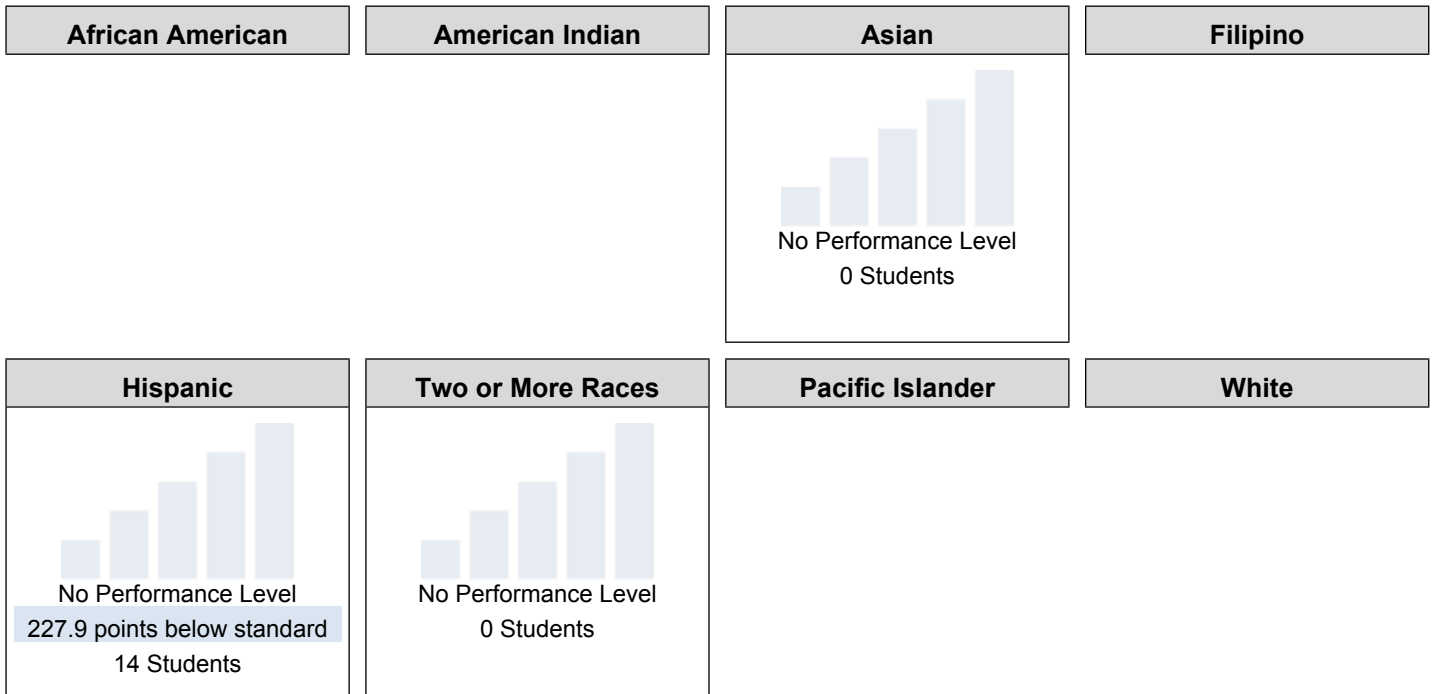 African American
American Indian
Asian
Filipino
No Performance Level
0 Students
Hispanic
Two or More Races
Pacific Islander
White
No Performance Level
227.9 points below standard
14 Students
No Performance Level
0 Students